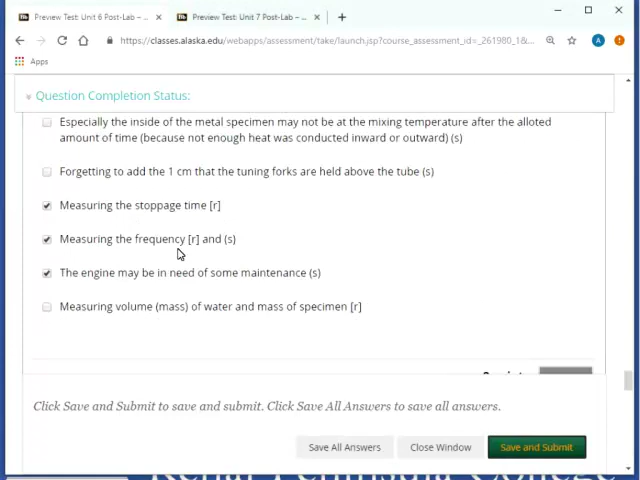 Preview Test: Unit 6 Post-Lab – ...
Preview Test: Unit 7 Post-Lab – ...
https://classes.alaska.edu/webapps/assessment/take/launch.jsp?course_assessment_id=_261980_1&...
A
Apps
Question Completion Status:
Especially the inside of the metal specimen may not be at the mixing temperature after the alloted
amount of time (because not enough heat was conducted inward or outward) (s)
Forgetting to add the 1 cm that the tuning forks are held above the tube (s)
Measuring the stoppage time [r]
Measuring the frequency [r] and (s)
The engine may be in need of some maintenance (s)
Measuring volume (mass) of water and mass of specimen [r]
Click Save and Submit to save and submit. Click Save All Answers to save all answers.
Save All Answers
Close Window
Save and Submit
Kenai Peninsula College